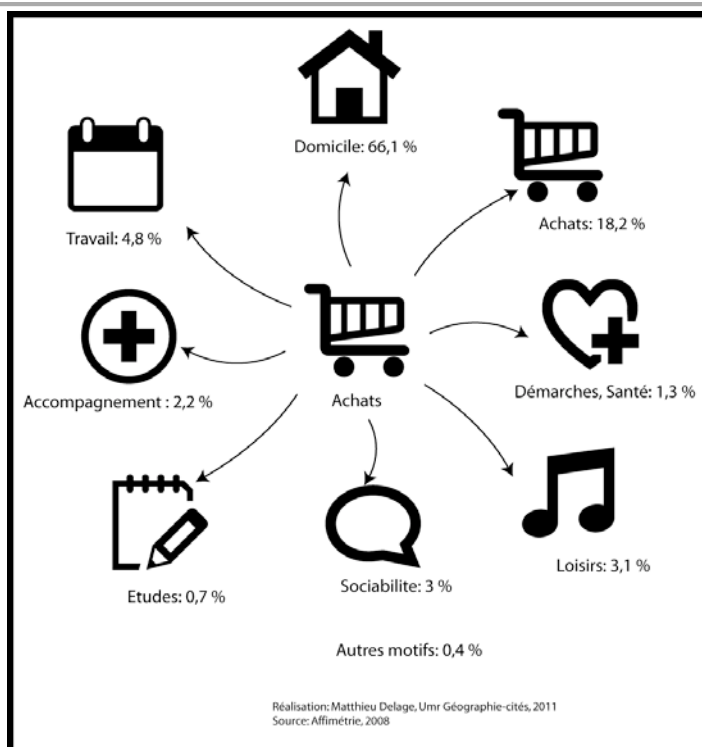 Domicile: 66,1 %
Achats: 18,2 %
Travail: 4,8 %
Démarches, Santé: 1,3 %
Accompagnement : 2,2 %
Achats
Loisirs: 3,1 %
Sociabilite: 3 %
Etudes: 0,7 %
Autres motifs: 0,4 %
Réalisation: Matthieu Delage, Umr Géographie-cités, 2011
Source: Affimétrie, 2008